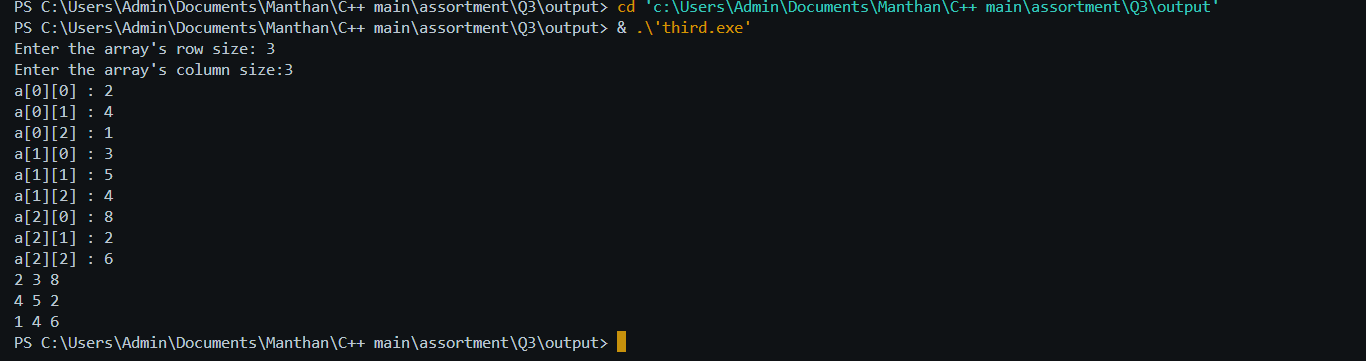 PS C:\Users\Admin\Documents\Manthan\C++ main\assortment\Q3\output> cd 'c:\Users\Admin\Documents\Manthan\C++ main\assortment\Q3\output'
PS C:\Users\Admin\Documents\Manthan\C++ main\assortment\Q3\output> & .\'third.exe'
Enter the array's row size: 3
Enter the array's column size:3
a[0][0] : 2
a[0][1] : 4
a[0][2] : 1
a[1][0] : 3
a[1][1] : 5
a[1][2] : 4
a[2][0] : 8
a[2][1] : 2
a[2][2] : 6
2 3 8
4 5 2
1 4 6
PS C:\Users\Admin\Documents\Manthan\C++ main\assortment\Q3\output>